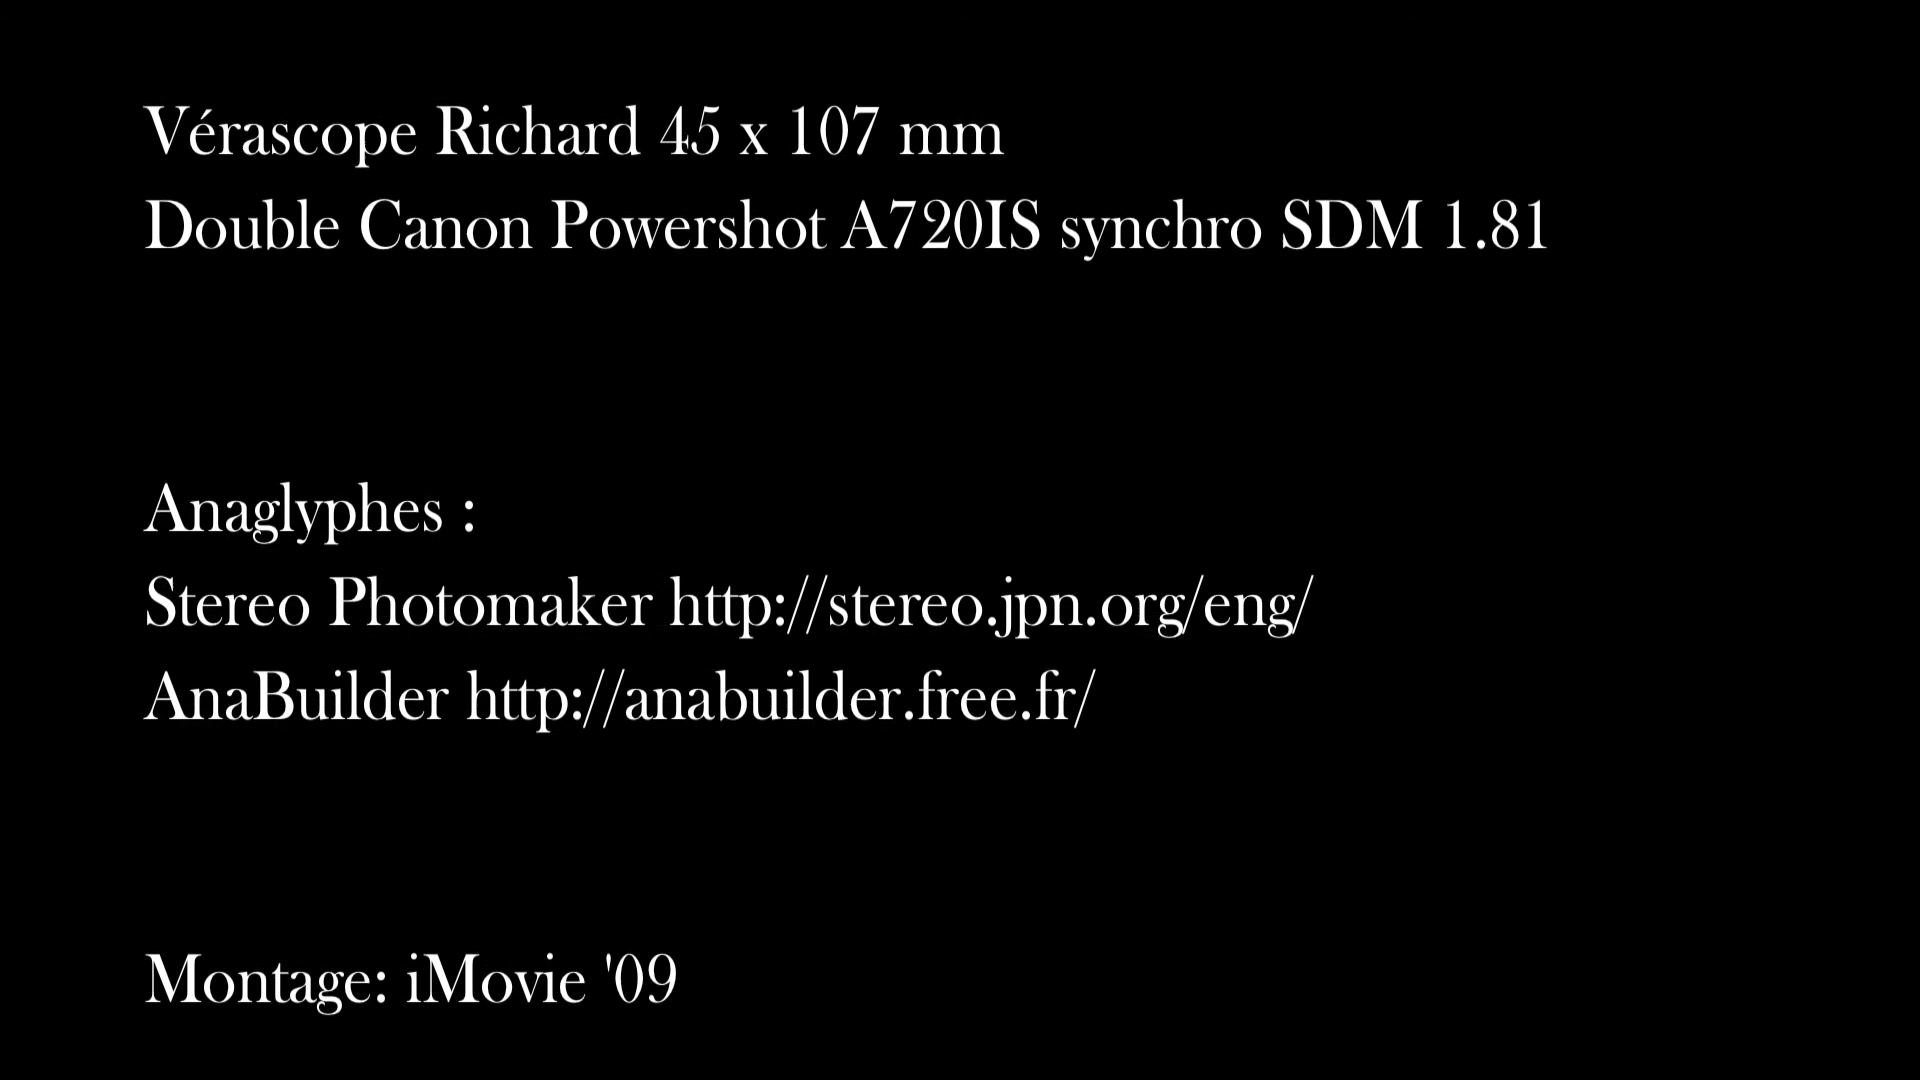 Vérascope Richard 45 x 107 mm
Double Canon Powershot A720IS synchro SDM 1.81
Anaglyphes :
Stereo Photomaker http://stereo.jpn.org/eng/
AnaBuilder http://anabuilder.free.fr/
Montage: iMovie '09